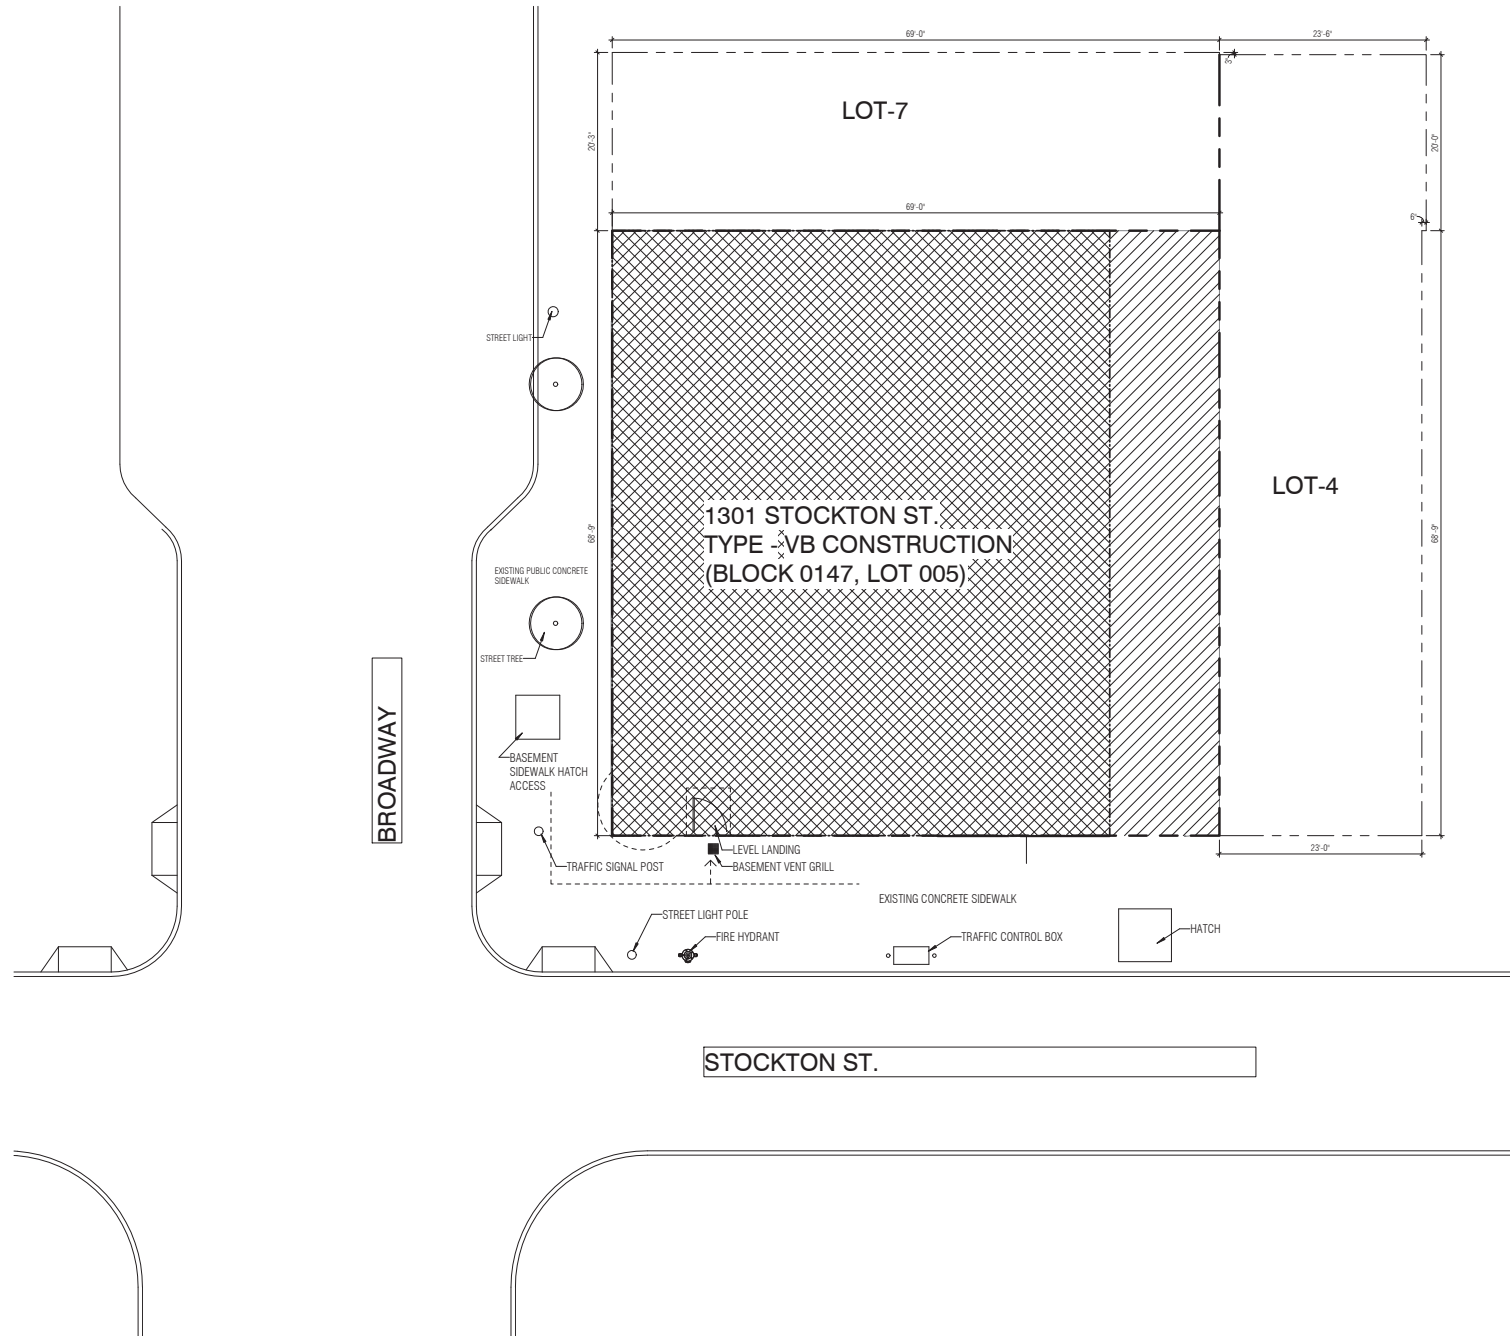 69'-0"
23'-6"
3"
LOT-7
20'-3"
20'-0"
69'-0"
6"
STREET LIGHT
LOT-4
1301 STOCKTON ST.
TYPE - VB CONSTRUCTION
(BLOCK 0147, LOT 005)
68'-9"
68'-9"
EXISTING PUBLIC CONCRETE
SIDEWALK
STREET TREE
BROADWAY
BASEMENT
SIDEWALK HATCH
ACCESS
LEVEL LANDING
23'-0"
TRAFFIC SIGNAL POST
BASEMENT VENT GRILL
EXISTING CONCRETE SIDEWALK
STREET LIGHT POLE
FIRE HYDRANT
TRAFFIC CONTROL BOX
HATCH
STOCKTON ST.